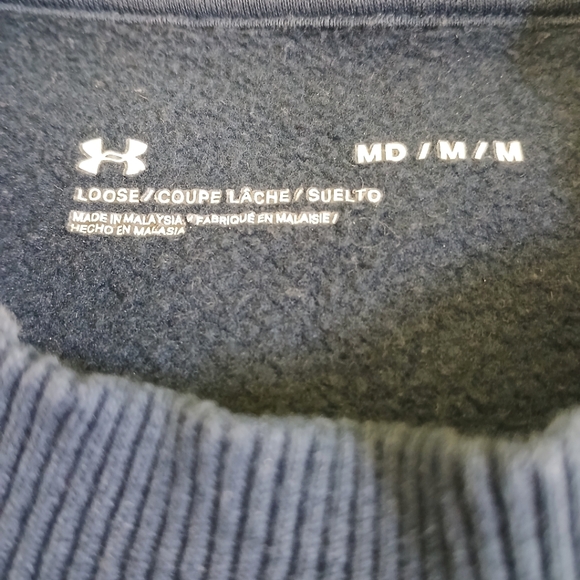 MD / M / M
LOOSE / COUPE LÂCHE / SUELTO
MADE IN MALAYSIA / FABRIQUÉ EN MALAISIE /
HECHO EN MALASIA